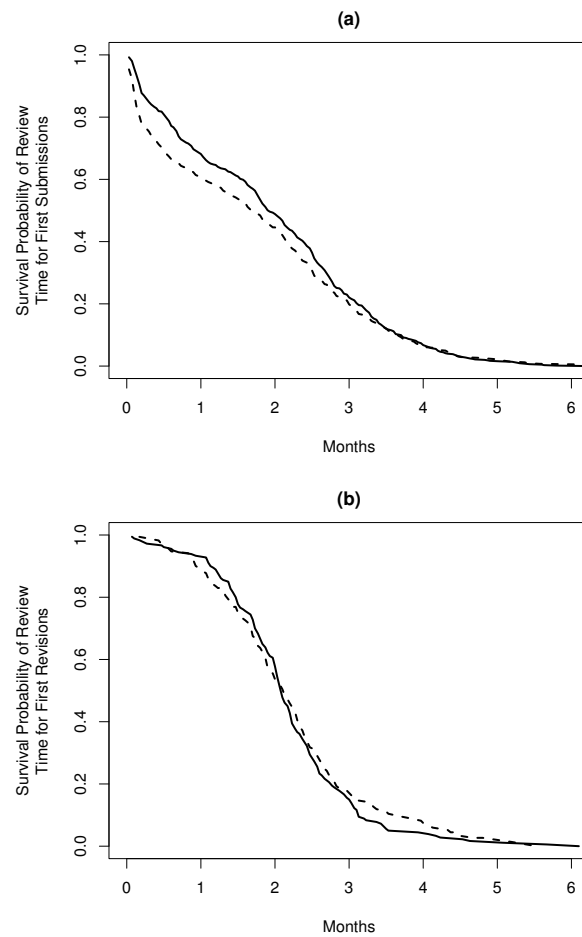 (a)
Survival Probability of Review
Time for First Submissions
1.0
0.8
0.6
0.4
0.2
0.0
0 1 2 3 4 5 6
Months
(b)
Survival Probability of Review
Time for First Revisions
1.0
0.8
0.6
0.4
0.2
0.0
0 1 2 3 4 5 6
Months